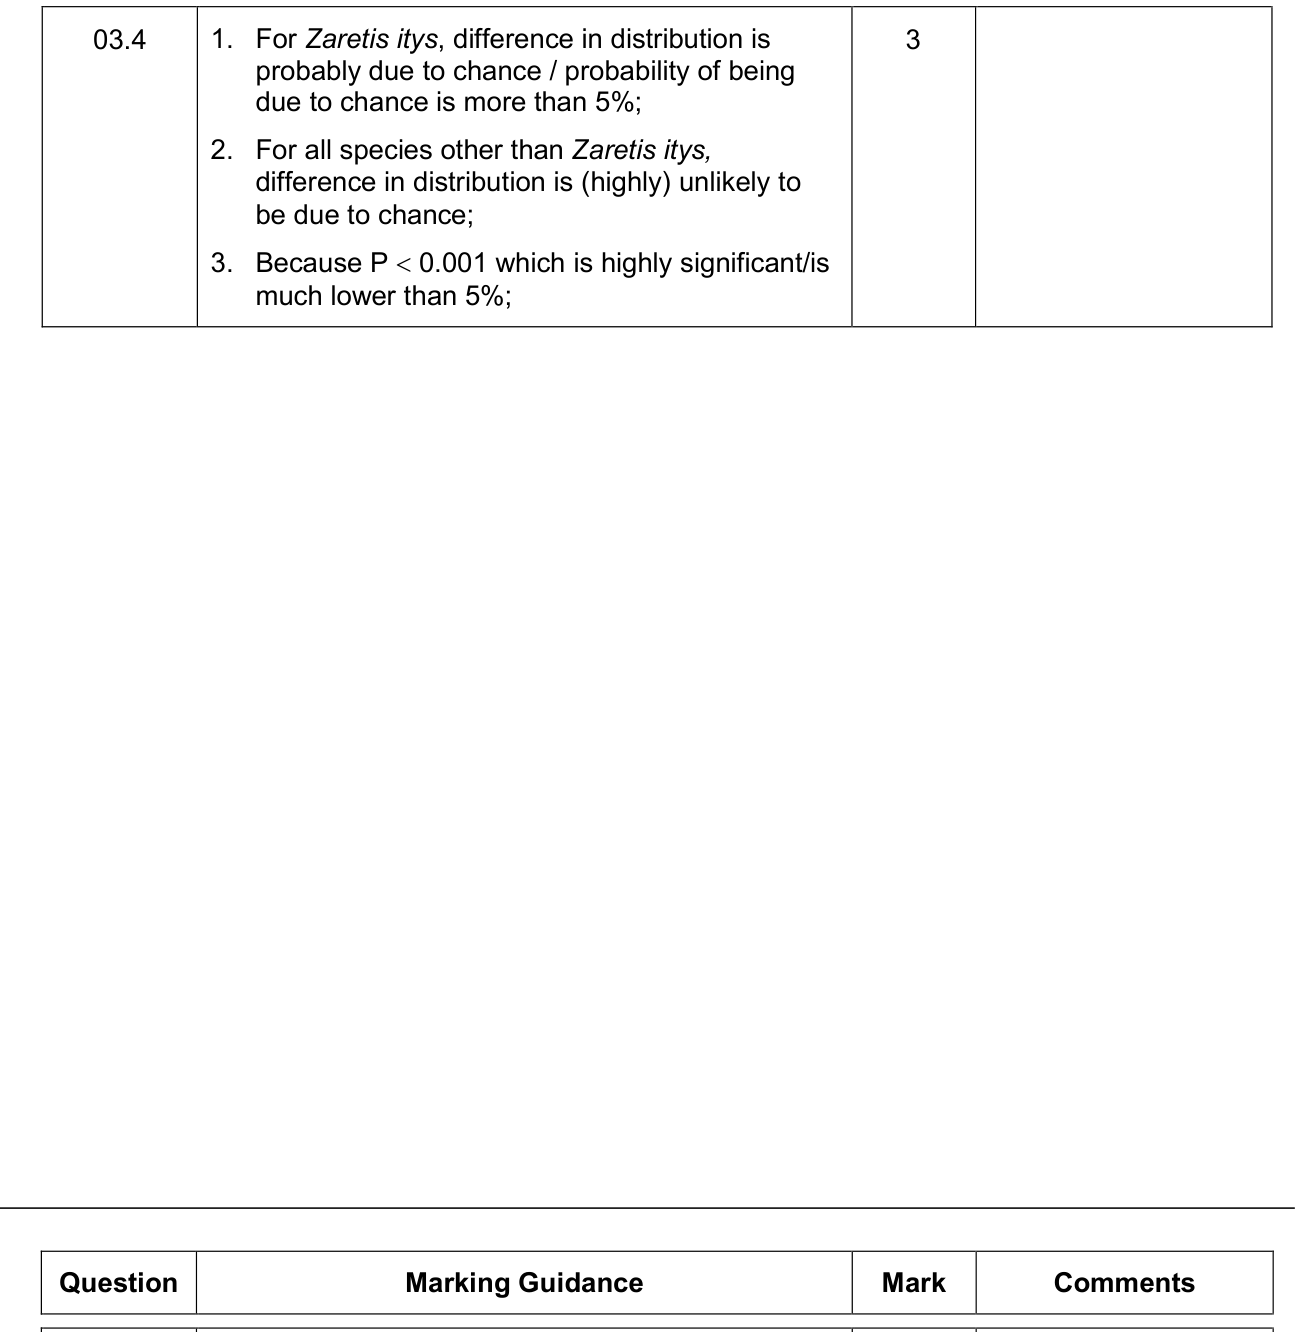 03.4 1. For Zaretis itys, difference in distribution is 3
probably due to chance / probability of being
due to chance is more than 5%;
2. For all species other than Zaretis itys,
difference in distribution is (highly) unlikely to
be due to chance;
3. Because P < 0.001 which is highly significant/is
much lower than 5%;
Question Marking Guidance Mark Comments